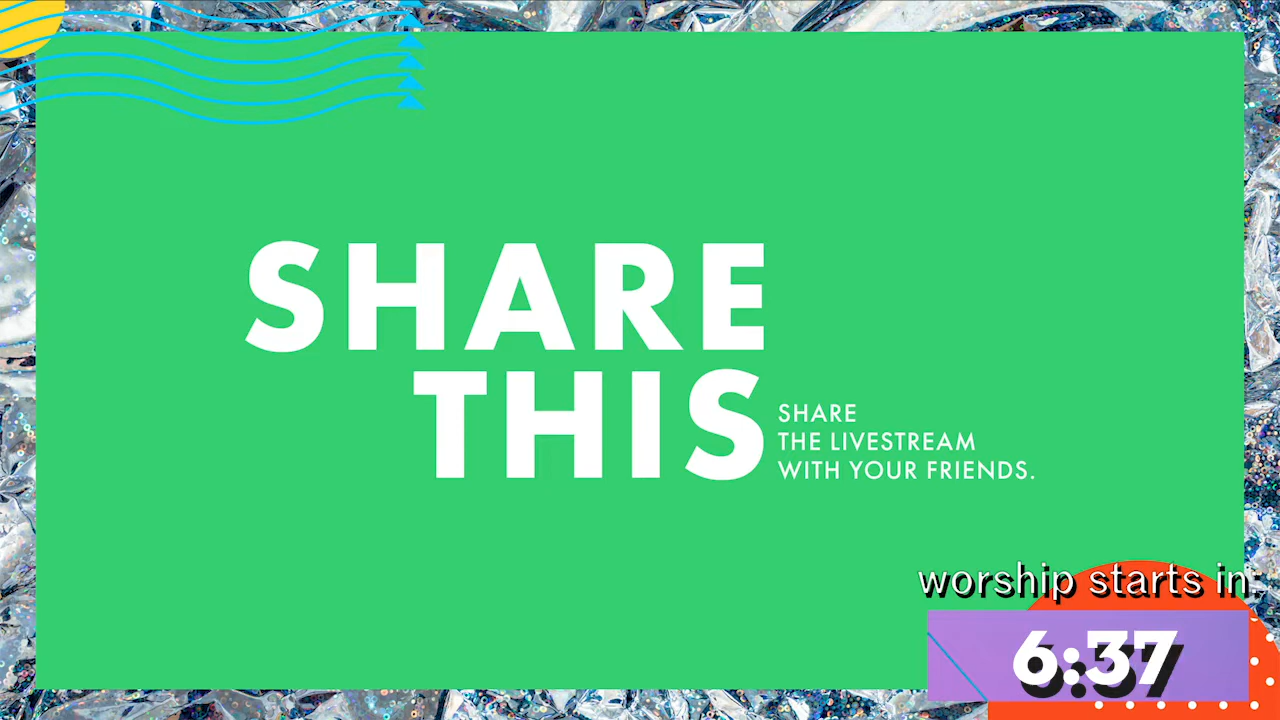 SHARE
THIS
SHARE
THE LIVESTREAM
WITH YOUR FRIENDS.
worship starts in:
6:37